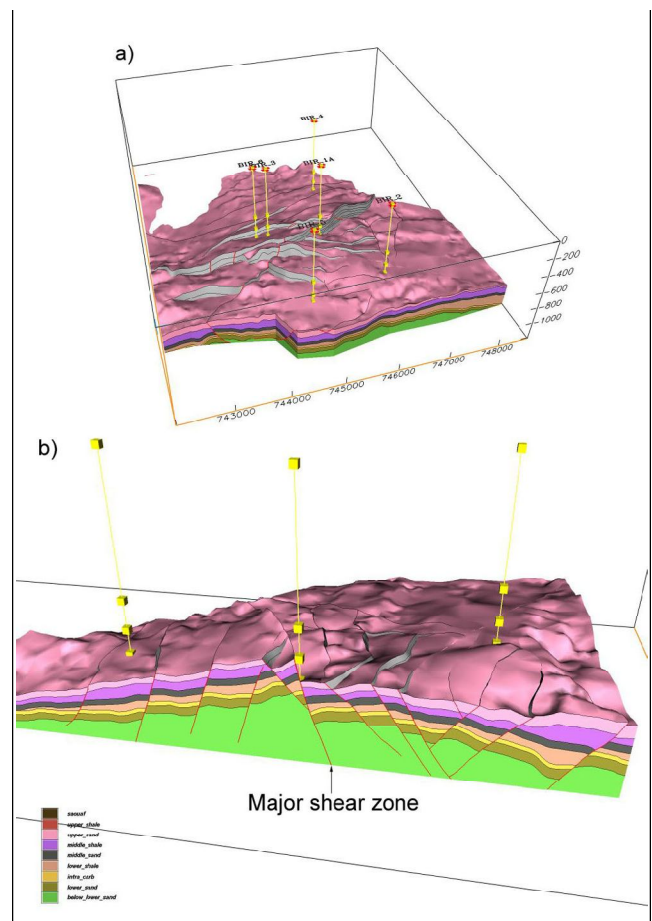 a)
BIR_4
BIR_3
BIR_1A
BIR_2
0
200
400
600
800
1000
743000
744000
745000
746000
747000
748000
b)
Major shear zone
upper_shale
upper_sand
middle_shale
middle_sand
lower_shale
intra_carb
lower_sand
below_lower_sand